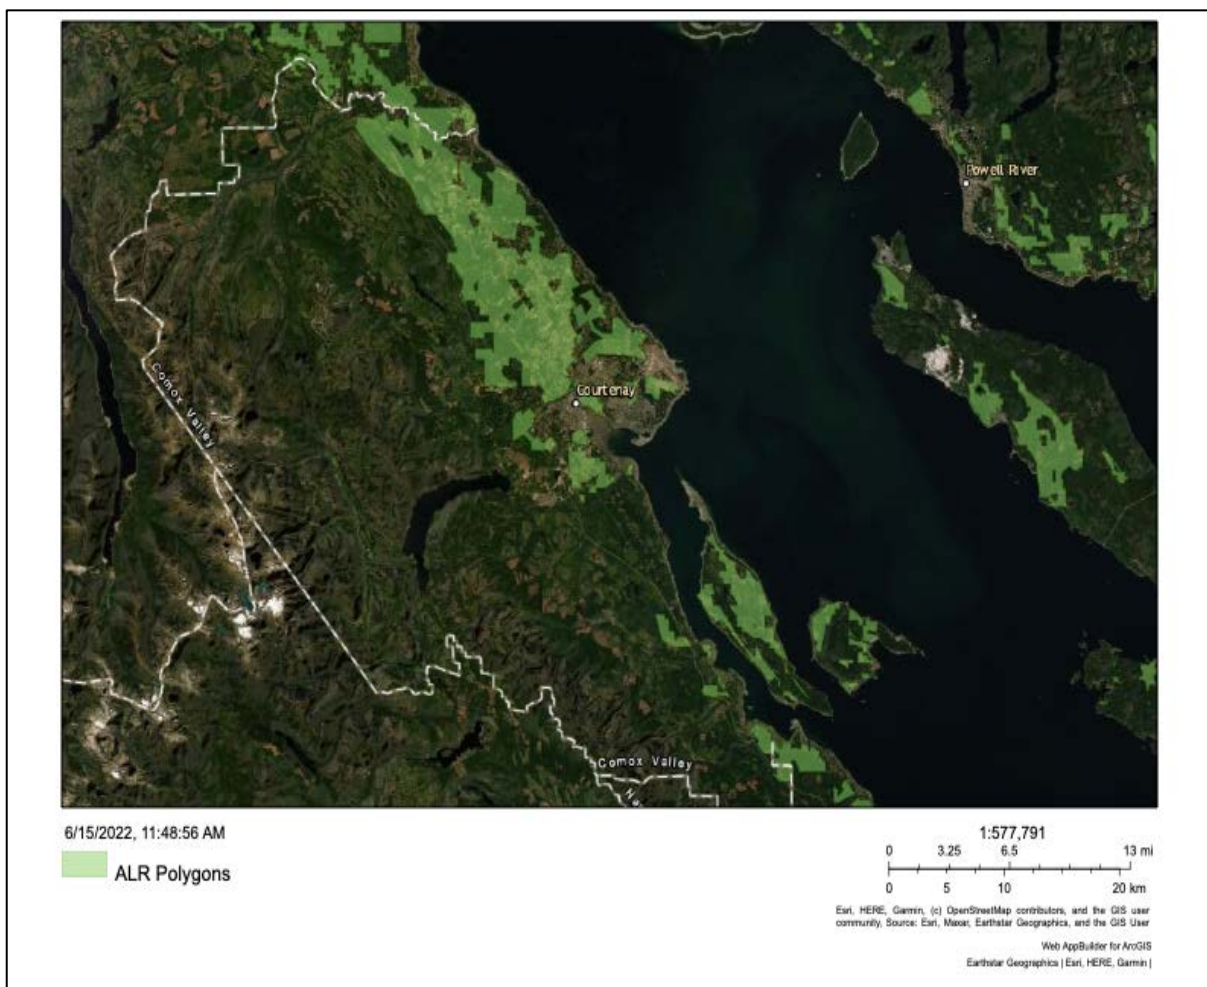 Powell River
Courtenay
Comox Valley
Comox Valley
Na
6/15/2022, 11:48:56 AM
ALR Polygons
1:577,791
0 3.25 6.5 13 mi
0 5 10 20 km
Esri, HERE, Garmin, (c) OpenStreetMap contributors, and the GIS user
community, Source: Esri, Maxar, Earthstar Geographics, and the GIS User
Web AppBuilder for ArcGIS
Earthstar Geographics | Esri, HERE, Garmin |